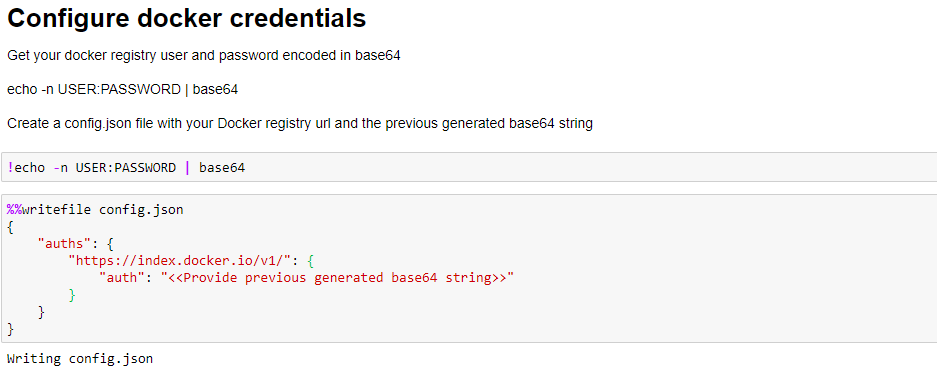 Configure docker credentials
Get your docker registry user and password encoded in base64
echo -n USER:PASSWORD | base64
Create a config.json file with your Docker registry url and the previous generated base64 string
!echo -n USER:PASSWORD | base64
%%writefile config.json
{
    "auths": {
        "https://index.docker.io/v1/": {
            "auth": "<<Provide previous generated base64 string>>"
        }
    }
}
Writing config.json